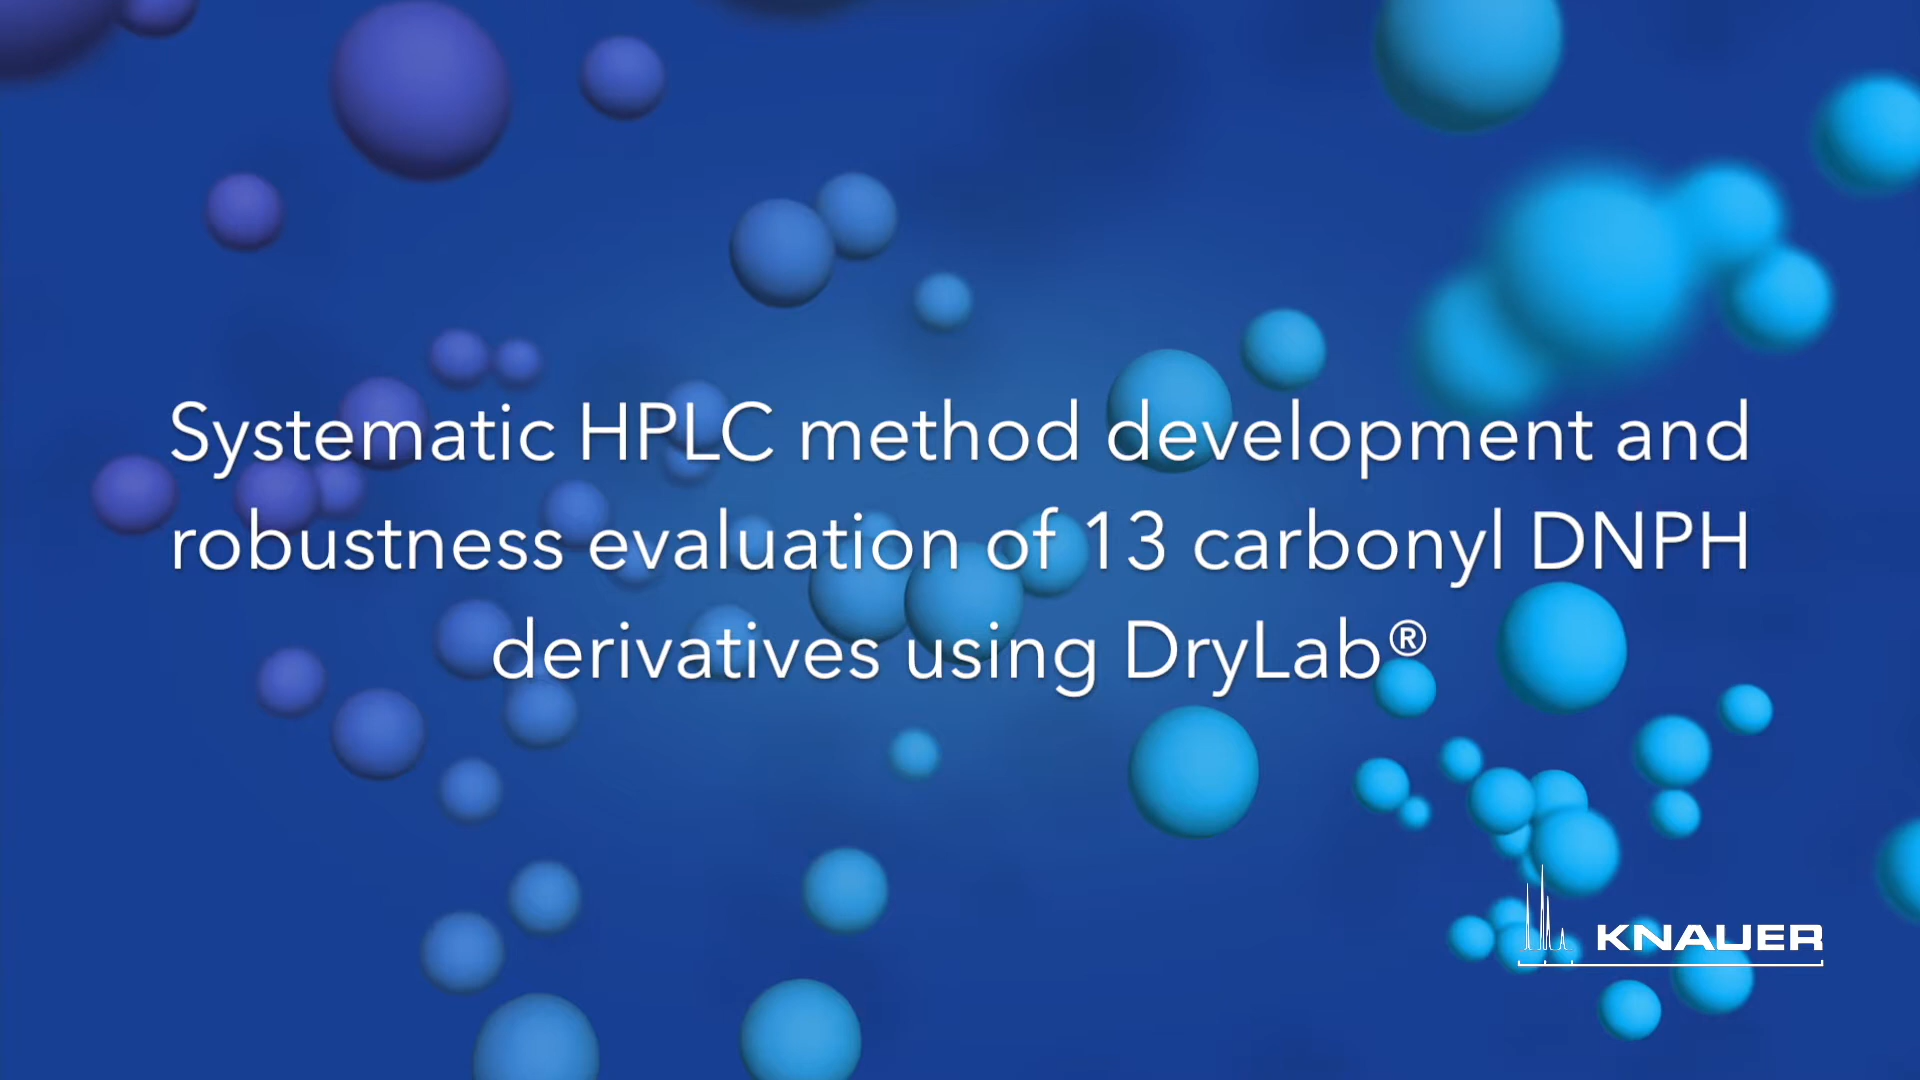 Systematic HPLC method development and
robustness evaluation of 13 carbonyl DNPH
derivatives using DryLab®
KNAUER